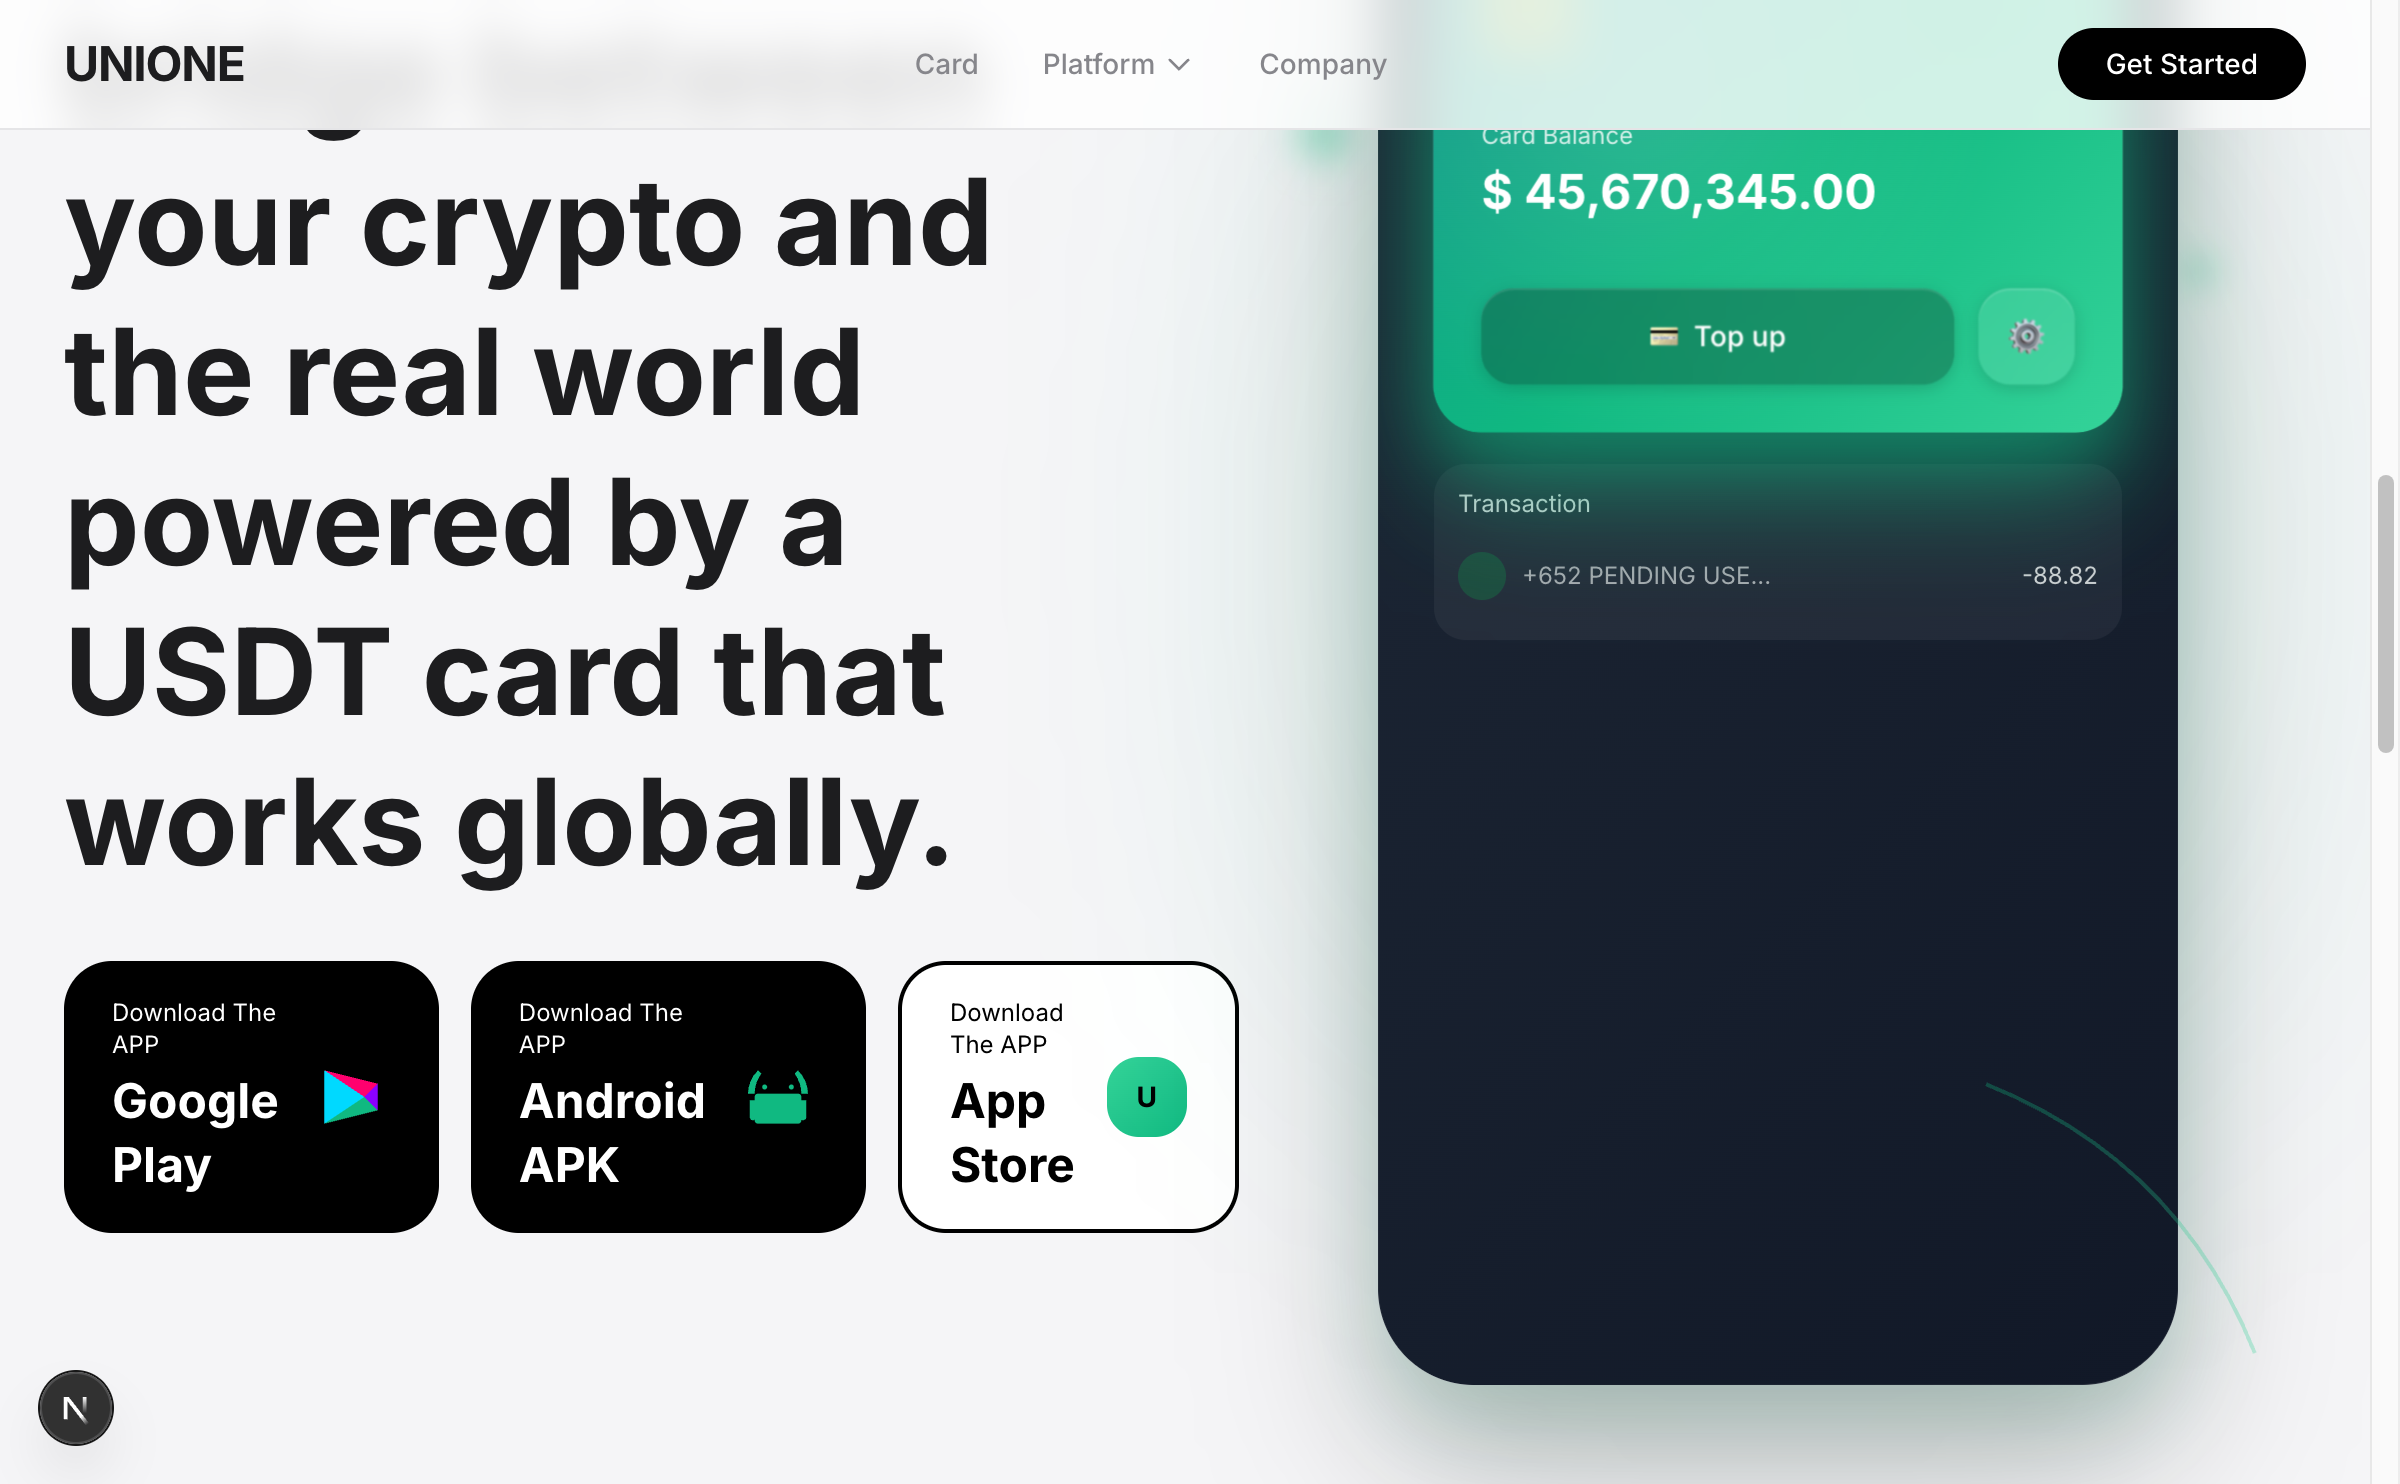 UNIONE
Card
Platform
Company
Get Started
your crypto and
the real world
powered by a
USDT card that
works globally.
Download The
APP
Google
Play
Download The
APP
Android
APK
Download
The APP
App
Store
U
Card Balance
$ 45,670,345.00
Top up
Transaction
+652 PENDING USE...
-88.82
N